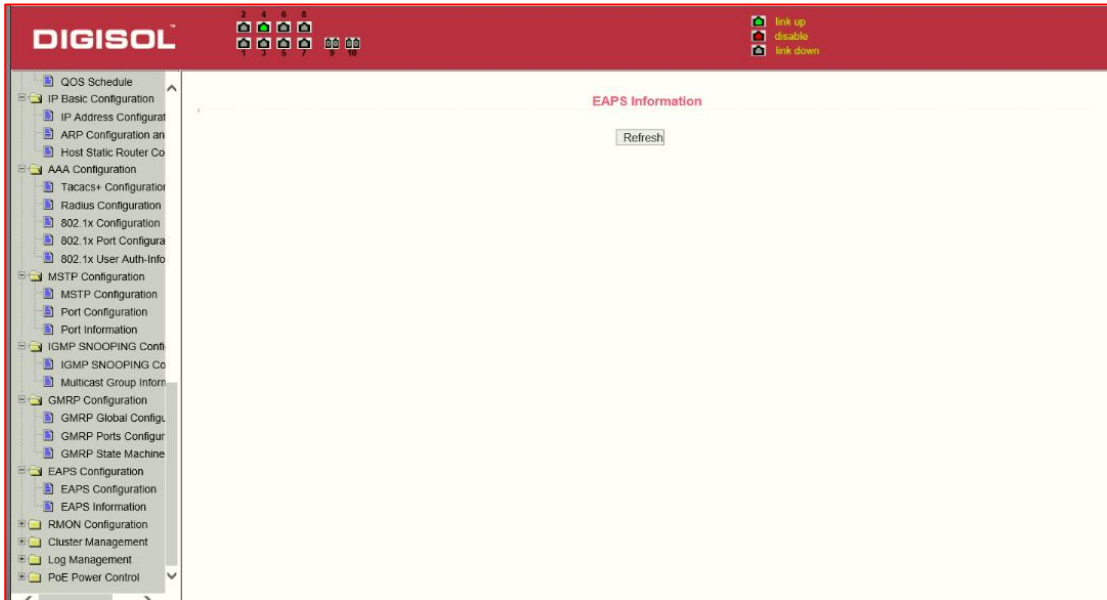 2 4 6 8
1 3 5 7 9 10
DIGISOL™
link up
disable
link down
QOS Schedule
IP Basic Configuration
IP Address Configurat
ARP Configuration an
Host Static Router Co
AAA Configuration
Tacacs+ Configuration
Radius Configuration
802.1x Configuration
802.1x Port Configura
802.1x User Auth-Info
MSTP Configuration
MSTP Configuration
Port Configuration
Port Information
IGMP SNOOPING Confi
IGMP SNOOPING Co
Multicast Group Inform
GMRP Configuration
GMRP Global Configu
GMRP Ports Configur
GMRP State Machine
EAPS Configuration
EAPS Configuration
EAPS Information
RMON Configuration
Cluster Management
Log Management
PoE Power Control
EAPS Information
Refresh